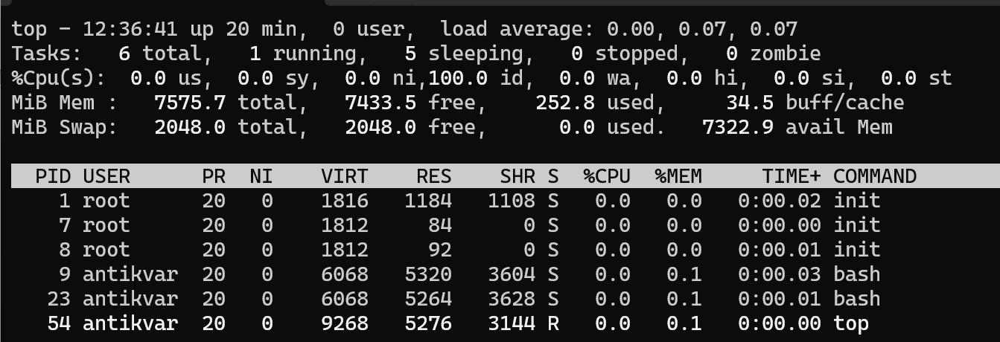 top - 12:36:41 up 20 min,  0 user,  load average: 0.00, 0.07, 0.07
Tasks:   6 total,   1 running,   5 sleeping,   0 stopped,   0 zombie
%Cpu(s):  0.0 us,  0.0 sy,  0.0 ni,100.0 id,  0.0 wa,  0.0 hi,  0.0 si,  0.0 st
MiB Mem :   7575.7 total,   7433.5 free,    252.8 used,     34.5 buff/cache
MiB Swap:   2048.0 total,   2048.0 free,      0.0 used.   7322.9 avail Mem
  PID USER      PR  NI    VIRT    RES    SHR S  %CPU  %MEM     TIME+ COMMAND
    1 root      20   0    1816   1184   1108 S   0.0   0.0   0:00.02 init
    7 root      20   0    1812     84      0 S   0.0   0.0   0:00.00 init
    8 root      20   0    1812     92      0 S   0.0   0.0   0:00.01 init
    9 antikvar  20   0    6068   5320   3604 S   0.0   0.1   0:00.03 bash
   23 antikvar  20   0    6068   5264   3628 S   0.0   0.1   0:00.01 bash
   54 antikvar  20   0    9268   5276   3144 R   0.0   0.1   0:00.00 top